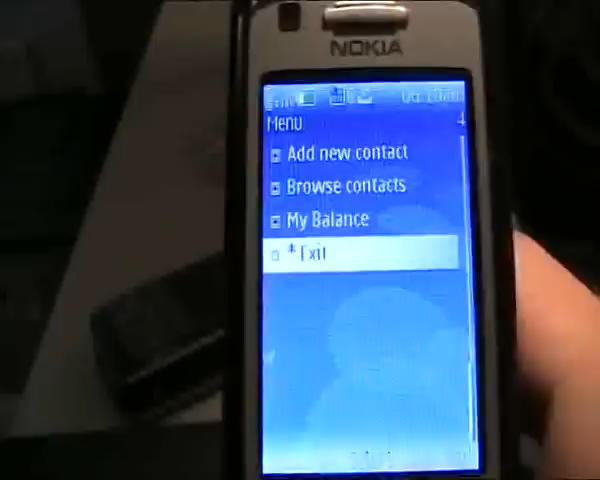 NOKIA
Menu 4
Add new contact
Browse contacts
My Balance
* Exit